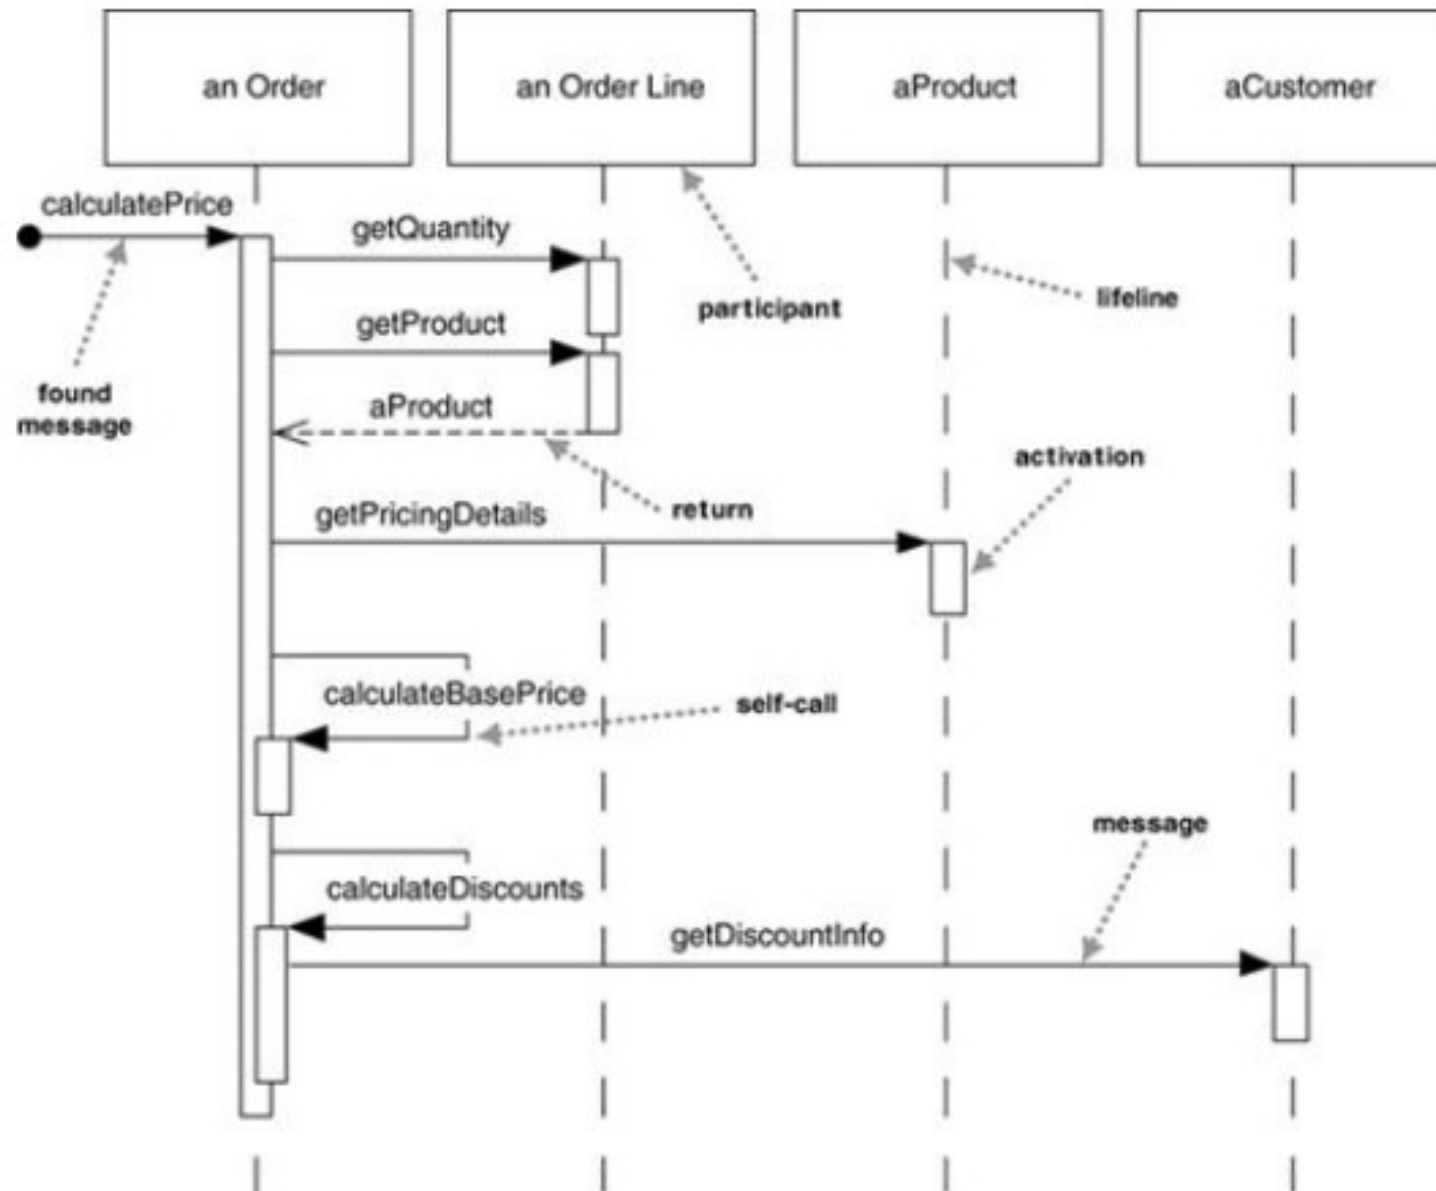 an Order
an Order Line
aProduct
aCustomer
calculatePrice
getQuantity
participant
lifeline
getProduct
found
message
aProduct
activation
return
getPricingDetails
calculateBasePrice
self-call
message
calculateDiscounts
getDiscountInfo